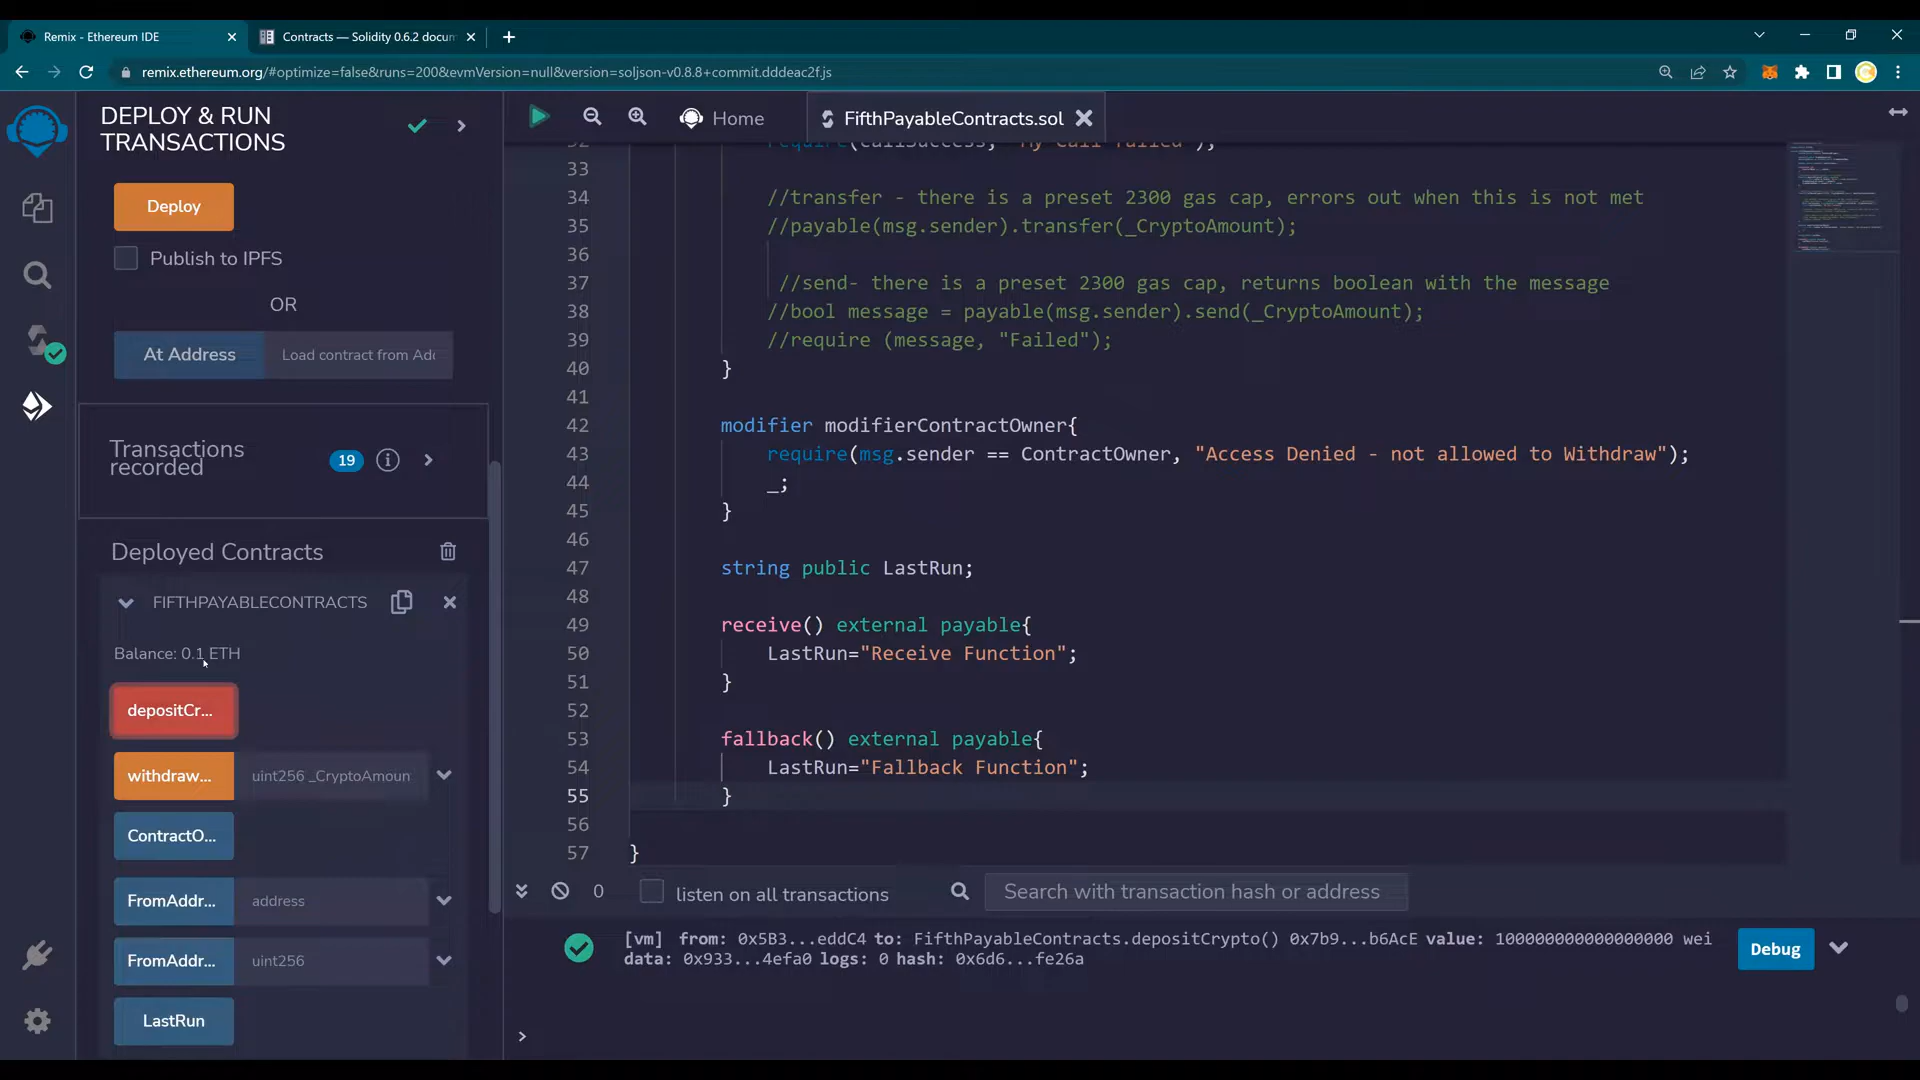 Remix - Ethereum IDE
Contracts — Solidity 0.6.2 docum
remix.ethereum.org/#optimize=false&runs=200&evmVersion=null&version=soljson-v0.8.8+commit.dddeac2f.js
DEPLOY & RUN
TRANSACTIONS
Deploy
Publish to IPFS
OR
At Address
Load contract from Adc
Transactions
recorded
19
Deployed Contracts
FIFTHPAYABLECONTRACTS
Balance: 0.1 ETH
depositCr...
withdraw...
uint256 _CryptoAmoun
ContractO...
FromAddr...
address
FromAddr...
uint256
LastRun
Home
FifthPayableContracts.sol
32 require(callSuccess, "My Call Failed");
33
34 //transfer - there is a preset 2300 gas cap, errors out when this is not met
35 //payable(msg.sender).transfer(_CryptoAmount);
36
37 //send- there is a preset 2300 gas cap, returns boolean with the message
38 //bool message = payable(msg.sender).send(_CryptoAmount);
39 //require (message, "Failed");
40 }
41
42 modifier modifierContractOwner{
43 require(msg.sender == ContractOwner, "Access Denied - not allowed to Withdraw");
44 _;
45 }
46
47 string public LastRun;
48
49 receive() external payable{
50 LastRun="Receive Function";
51 }
52
53 fallback() external payable{
54 LastRun="Fallback Function";
55 }
56
57 }
0
listen on all transactions
Search with transaction hash or address
[vm] from: 0x5B3...eddC4 to: FifthPayableContracts.depositCrypto() 0x7b9...b6AcE value: 100000000000000000 wei
data: 0x933...4efa0 logs: 0 hash: 0x6d6...fe26a
Debug
>